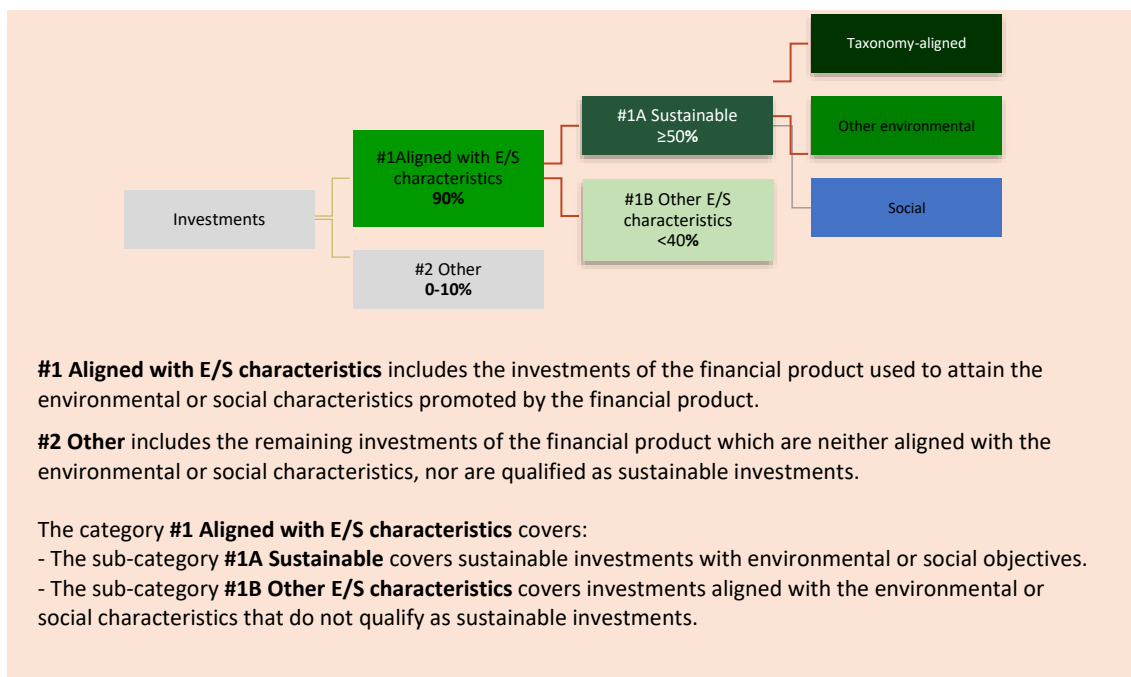 Taxonomy-aligned
#1A Sustainable
≥50%
Other environmental
#1Aligned with E/S
characteristics
90%
#1B Other E/S
characteristics
<40%
Social
Investments
#2 Other
0-10%
#1 Aligned with E/S characteristics includes the investments of the financial product used to attain the
environmental or social characteristics promoted by the financial product.
#2 Other includes the remaining investments of the financial product which are neither aligned with the
environmental or social characteristics, nor are qualified as sustainable investments.
The category #1 Aligned with E/S characteristics covers:
- The sub-category #1A Sustainable covers sustainable investments with environmental or social objectives.
- The sub-category #1B Other E/S characteristics covers investments aligned with the environmental or
social characteristics that do not qualify as sustainable investments.